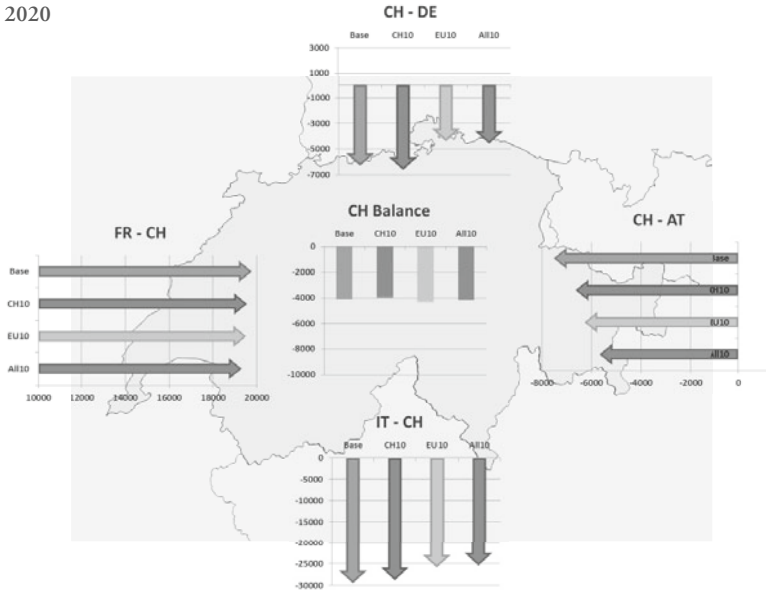 2020
CH - DE
Base CH10 EU10 All10
3000
1000
-1000
-3000
-5000
-7000
FR - CH
Base
CH10
EU10
All10
10000 12000 14000 16000 18000 20000
CH Balance
Base CH10 EU10 All10
0
-2000
-4000
-6000
-8000
-10000
CH - AT
Base
CH10
EU10
All10
-8000 -6000 -4000 -2000 0
IT - CH
Base CH10 EU10 All10
0
-5000
-10000
-15000
-20000
-25000
-30000